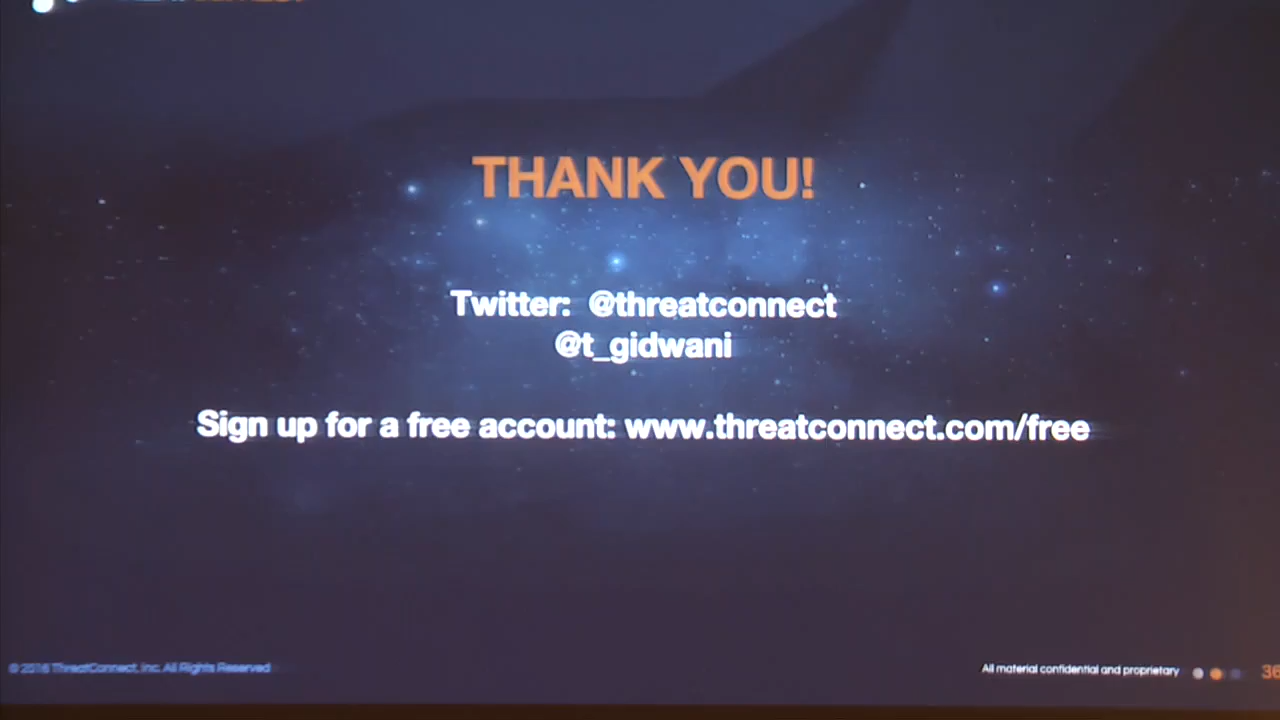 THANK YOU!
Twitter: @threatconnect
@t_gidwani
Sign up for a free account: www.threatconnect.com/free
© 2016 ThreatConnect, Inc. All Rights Reserved
All material confidential and proprietary
36